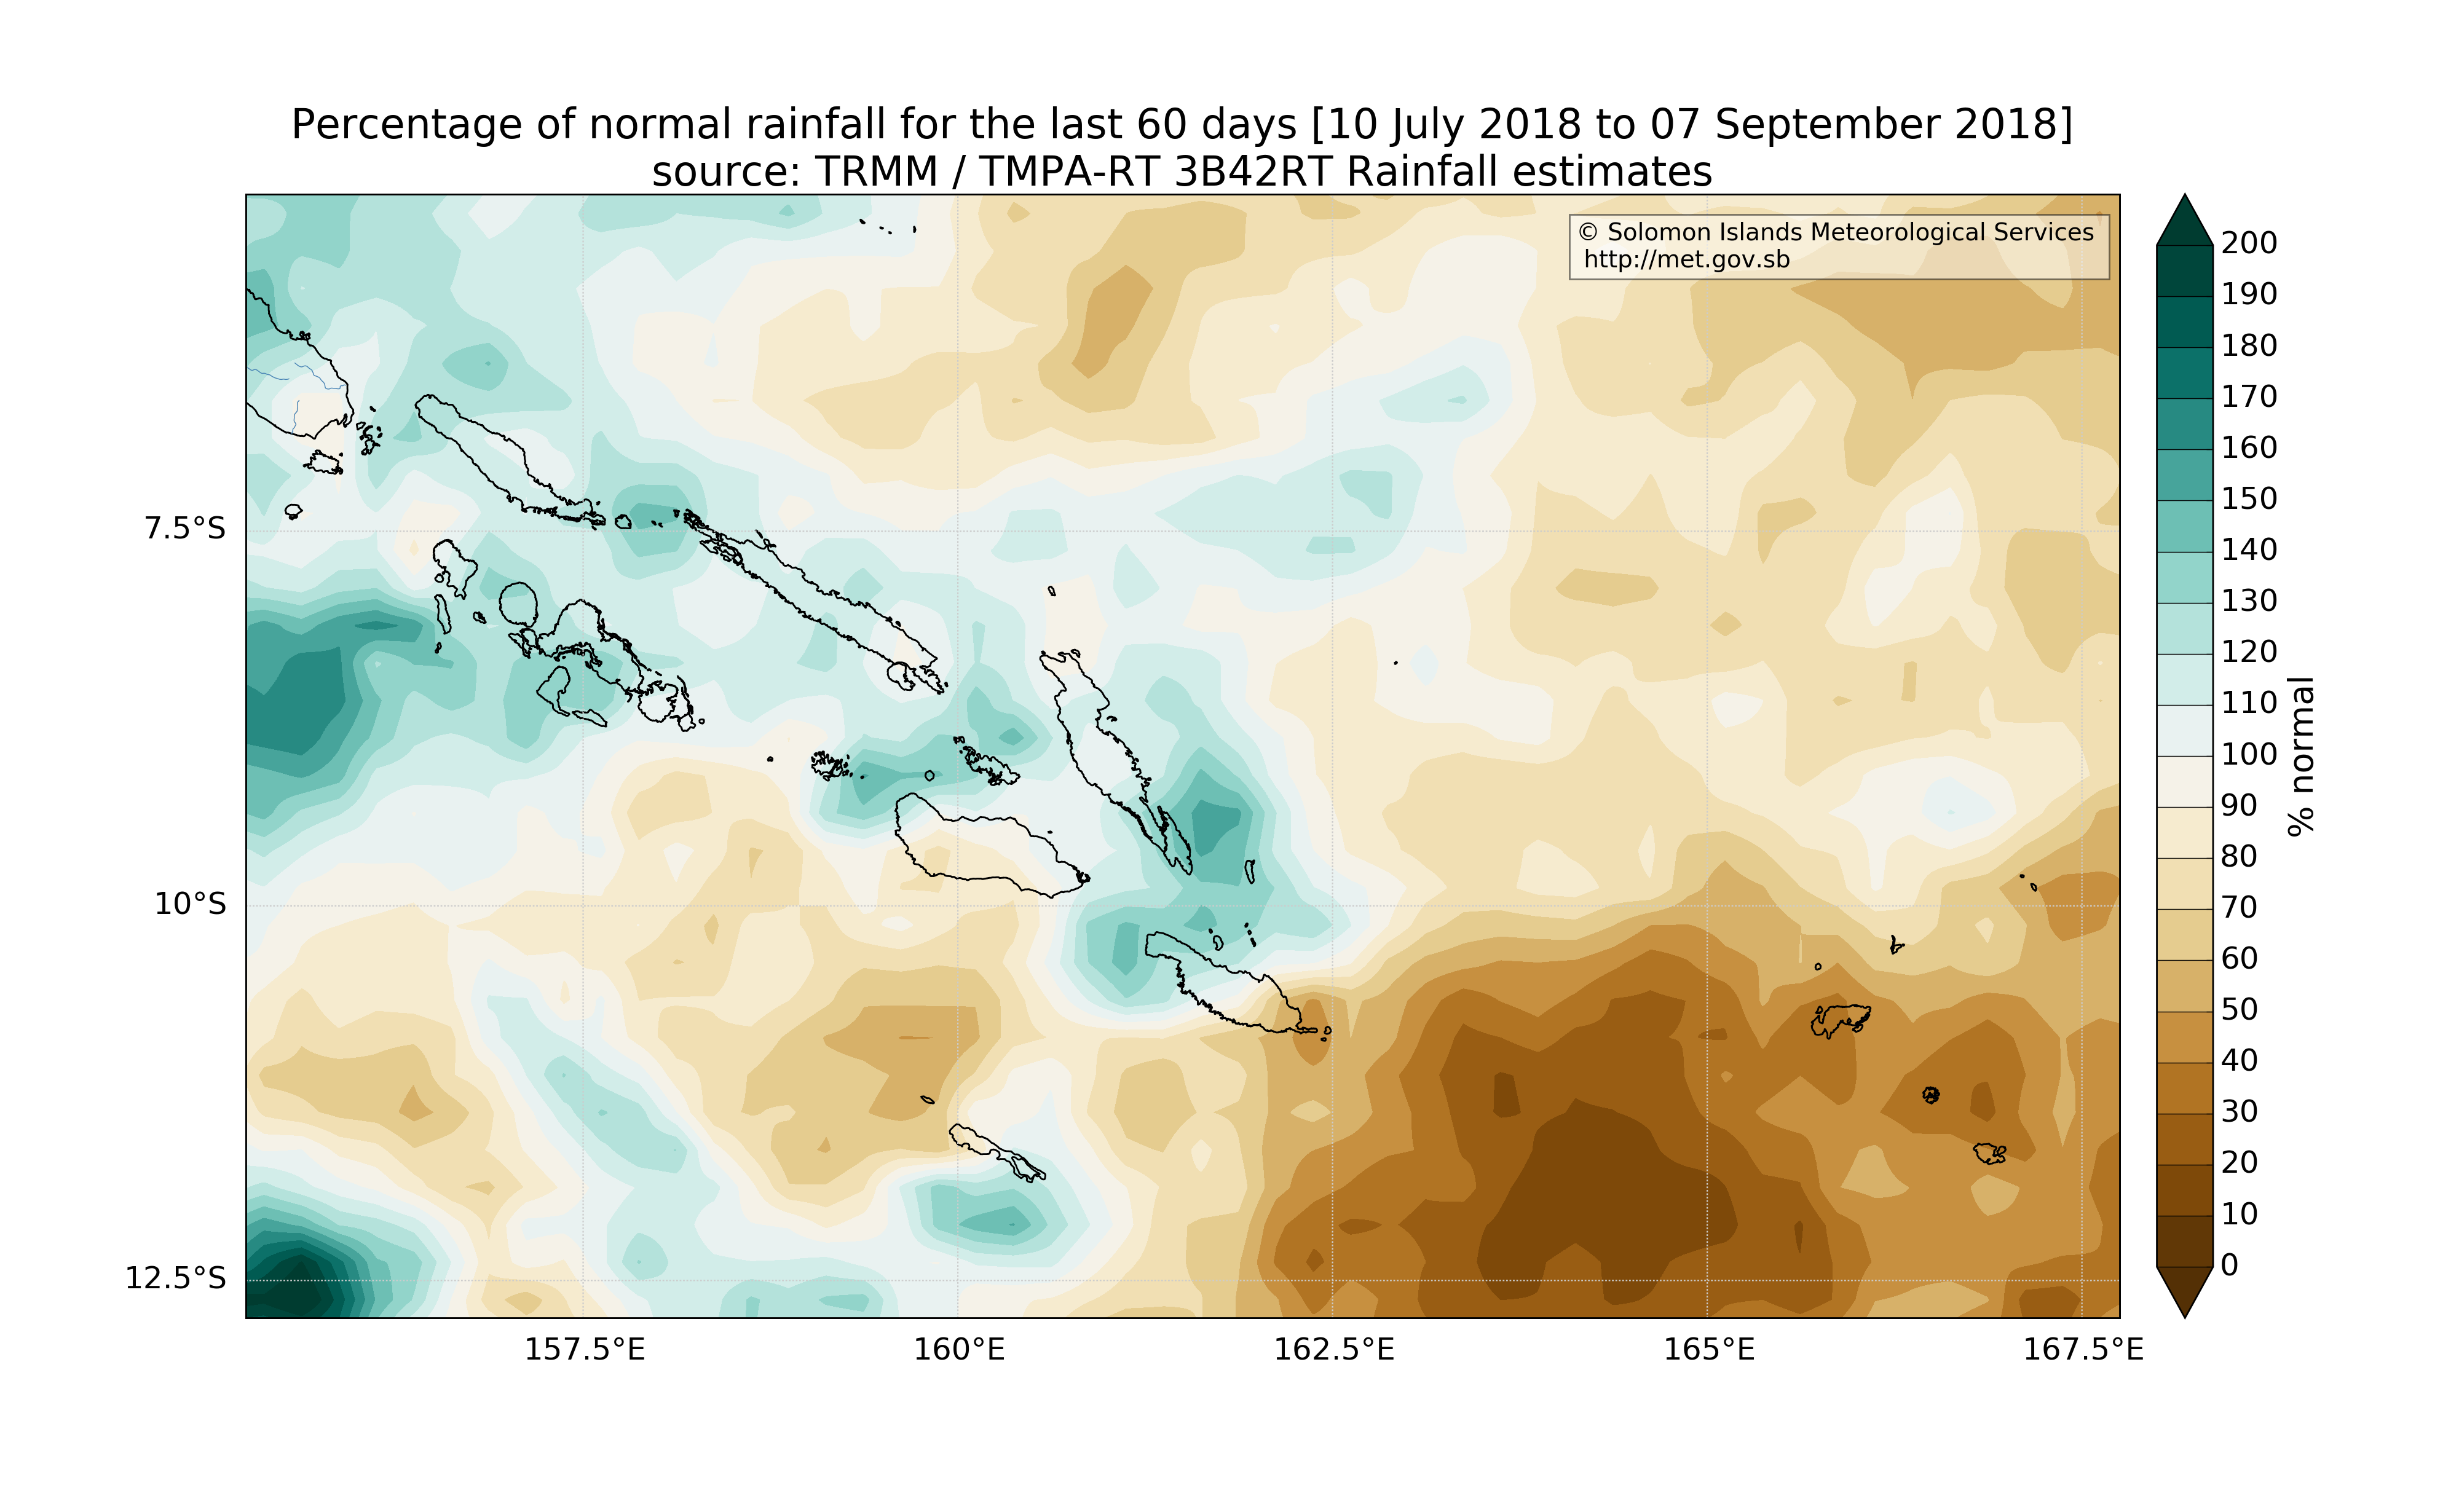 Percentage of normal rainfall for the last 60 days [10 July 2018 to 07 September 2018]
source: TRMM / TMPA-RT 3B42RT Rainfall estimates
© Solomon Islands Meteorological Services
http://met.gov.sb
7.5°S
10°S
12.5°S
157.5°E
160°E
162.5°E
165°E
167.5°E
200
190
180
170
160
150
140
130
120
110
100
90
80
70
60
50
40
30
20
10
0
% normal